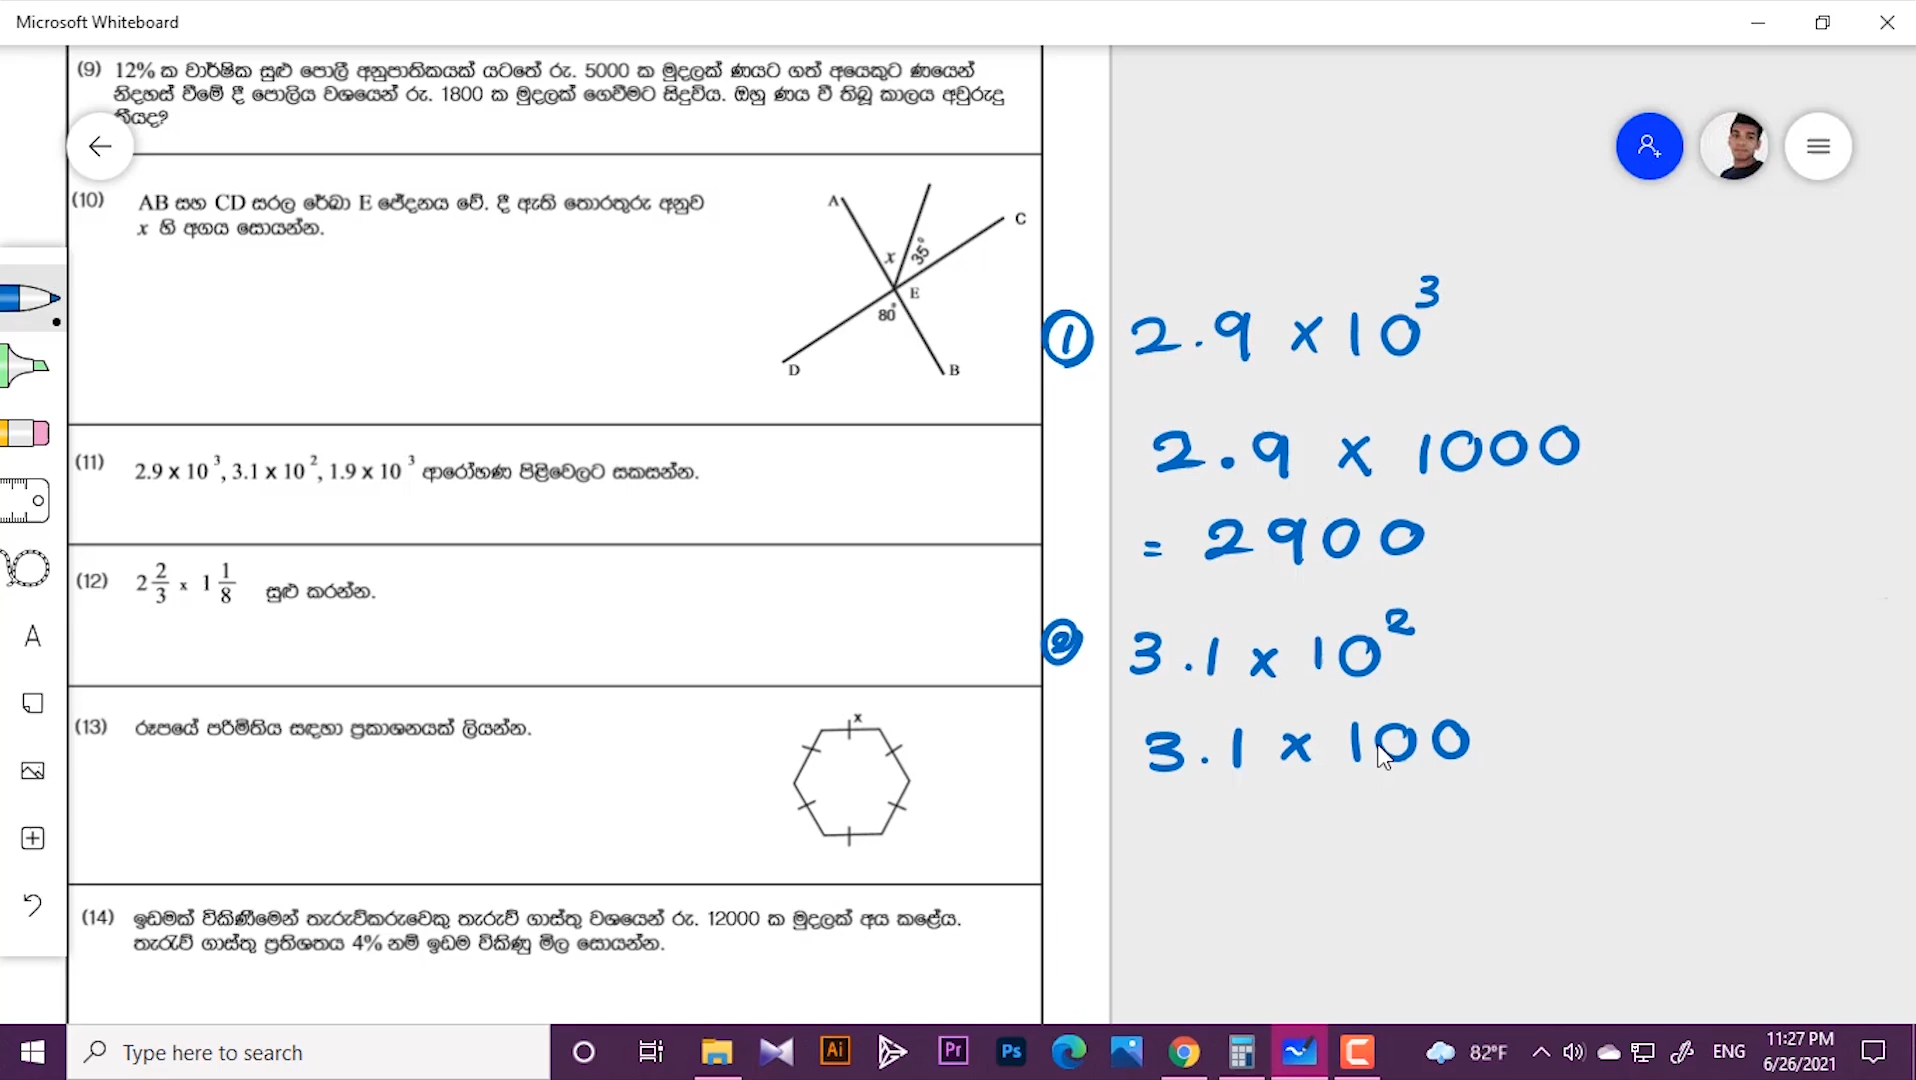 Microsoft Whiteboard
(9) 12% ක වාර්ෂික සුළු පොලී අනුපාතිකයක් යටතේ රු. 5000 ක මුදලක් ණයට ගත් අයෙකුට ණයෙන්
නිදහස් වීමේ දී පොලිය වශයෙන් රු. 1800 ක මුදලක් ගෙවීමට සිදුවිය. ඔහු ණය වී තිබූ කාලය අවුරුදු
කීයද?
(10) AB සහ CD සරල රේඛා E ඡේදනය වේ. දී ඇති තොරතුරු අනුව
x හි අගය සොයන්න.
A
C
x
35°
E
80°
D
B
(11) 2.9 x 10³, 3.1 x 10², 1.9 x 10³ ආරෝහණ පිළිවෙලට සකසන්න.
(12) 2 2/3 x 1 1/8 සුළු කරන්න.
(13) රූපයේ පරිමිතිය සඳහා ප්‍රකාශනයක් ලියන්න.
x
(14) ඉඩමක් විකිණීමෙන් තැරුව්කරුවෙකු තැරුව් ගාස්තු වශයෙන් රු. 12000 ක මුදලක් අය කළේය.
තැරැව් ගාස්තු ප්‍රතිශතය 4% නම් ඉඩම විකිණු මිල සොයන්න.
① 2.9 x 10³
2.9 x 1000
= 2900
② 3.1 x 10²
3.1 x 100
A
Type here to search
Ai
Pr
Ps
82°F
ENG
11:27 PM
6/26/2021